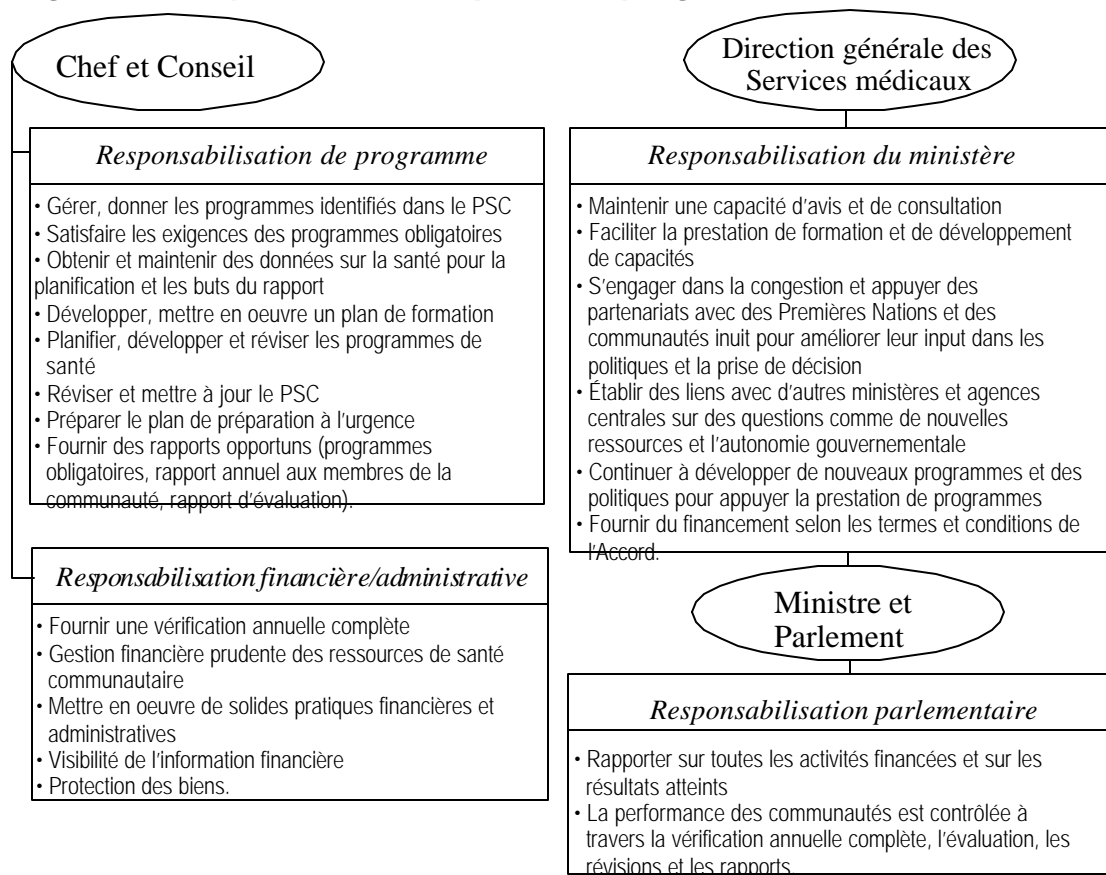 Chef et Conseil
Responsabilisation de programme
• Gérer, donner les programmes identifiés dans le PSC
• Satisfaire les exigences des programmes obligatoires
• Obtenir et maintenir des données sur la santé pour la
planification et les buts du rapport
• Développer, mettre en oeuvre un plan de formation
• Planifier, développer et réviser les programmes de
santé
• Réviser et mettre à jour le PSC
• Préparer le plan de préparation à l'urgence
• Fournir des rapports opportuns (programmes
obligatoires, rapport annuel aux membres de la
communauté, rapport d'évaluation).
Responsabilisation financière/administrative
• Fournir une vérification annuelle complète
• Gestion financière prudente des ressources de santé
communautaire
• Mettre en oeuvre de solides pratiques financières et
administratives
• Visibilité de l'information financière
• Protection des biens.
Direction générale des
Services médicaux
Responsabilisation du ministère
• Maintenir une capacité d'avis et de consultation
• Faciliter la prestation de formation et de développement
de capacités
• S'engager dans la congestion et appuyer des
partenariats avec des Premières Nations et des
communautés inuit pour améliorer leur input dans les
politiques et la prise de décision
• Établir des liens avec d'autres ministères et agences
centrales sur des questions comme de nouvelles
ressources et l'autonomie gouvernementale
• Continuer à développer de nouveaux programmes et des
politiques pour appuyer la prestation de programmes
• Fournir du financement selon les termes et conditions de
l'Accord.
Ministre et
Parlement
Responsabilisation parlementaire
• Rapporter sur toutes les activités financées et sur les
résultats atteints
• La performance des communautés est contrôlée à
travers la vérification annuelle complète, l'évaluation, les
révisions et les rapports